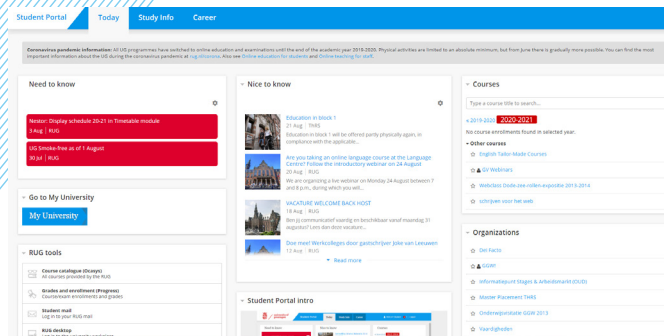 Student Portal
Today
Study Info
Career
Coronavirus pandemic information: All UG programmes have switched to online education and examinations until the end of the academic year 2019-2020. Physical activities are limited to an absolute minimum, but from June there is gradually more possible. You can find the most
important information about the UG during the coronavirus pandemic at rug.nl/corona. Also see Online education for students and Online teaching for staff.
Need to know
Nestor: Display schedule 20-21 in Timetable module
3 Aug | RUG
UG Smoke-free as of 1 August
30 Jul | RUG
Go to My University
My University
RUG tools
Course catalogue (Ocasys)
All courses provided by the RUG
Grades and enrollment (Progress)
Course/exam enrollments and grades
Student mail
Log in to your RUG mail
RUG desktop
Nice to know
Education in block 1
21 Aug | THRS
Education in block 1 will be offered partly physically again, in
compliance with the applicable...
Are you taking an online language course at the Language
Centre? Follow the introductory webinar on 24 August
20 Aug | RUG
We are organizing a live webinar on Monday 24 August between 7
and 8 p.m., during which you will...
VACATURE WELCOME BACK HOST
18 Aug | RUG
Ben jij communicatief vaardig en beschikbaar vanaf maandag 31
augustus? Lees dan deze vacature...
Doe mee! Werkcolleges door gastschrijver Joke van Leeuwen
12 Aug | RUG
Read more
Student Portal intro
Courses
Type a course title to search...
« 2019-2020 2020-2021
No course enrolments found in selected year.
Other courses
English Tailor-Made Courses
GV Webinars
Webclass Oude-zee-rollen-expositie 2013-2014
schrijven voor het web
Organizations
Dei Facto
GGW!
Informatiepunt Stages & Arbeidsmarkt (OUD)
Master Placement THRS
Onderwijsvisitatie GGW 2013
Vaardigheden